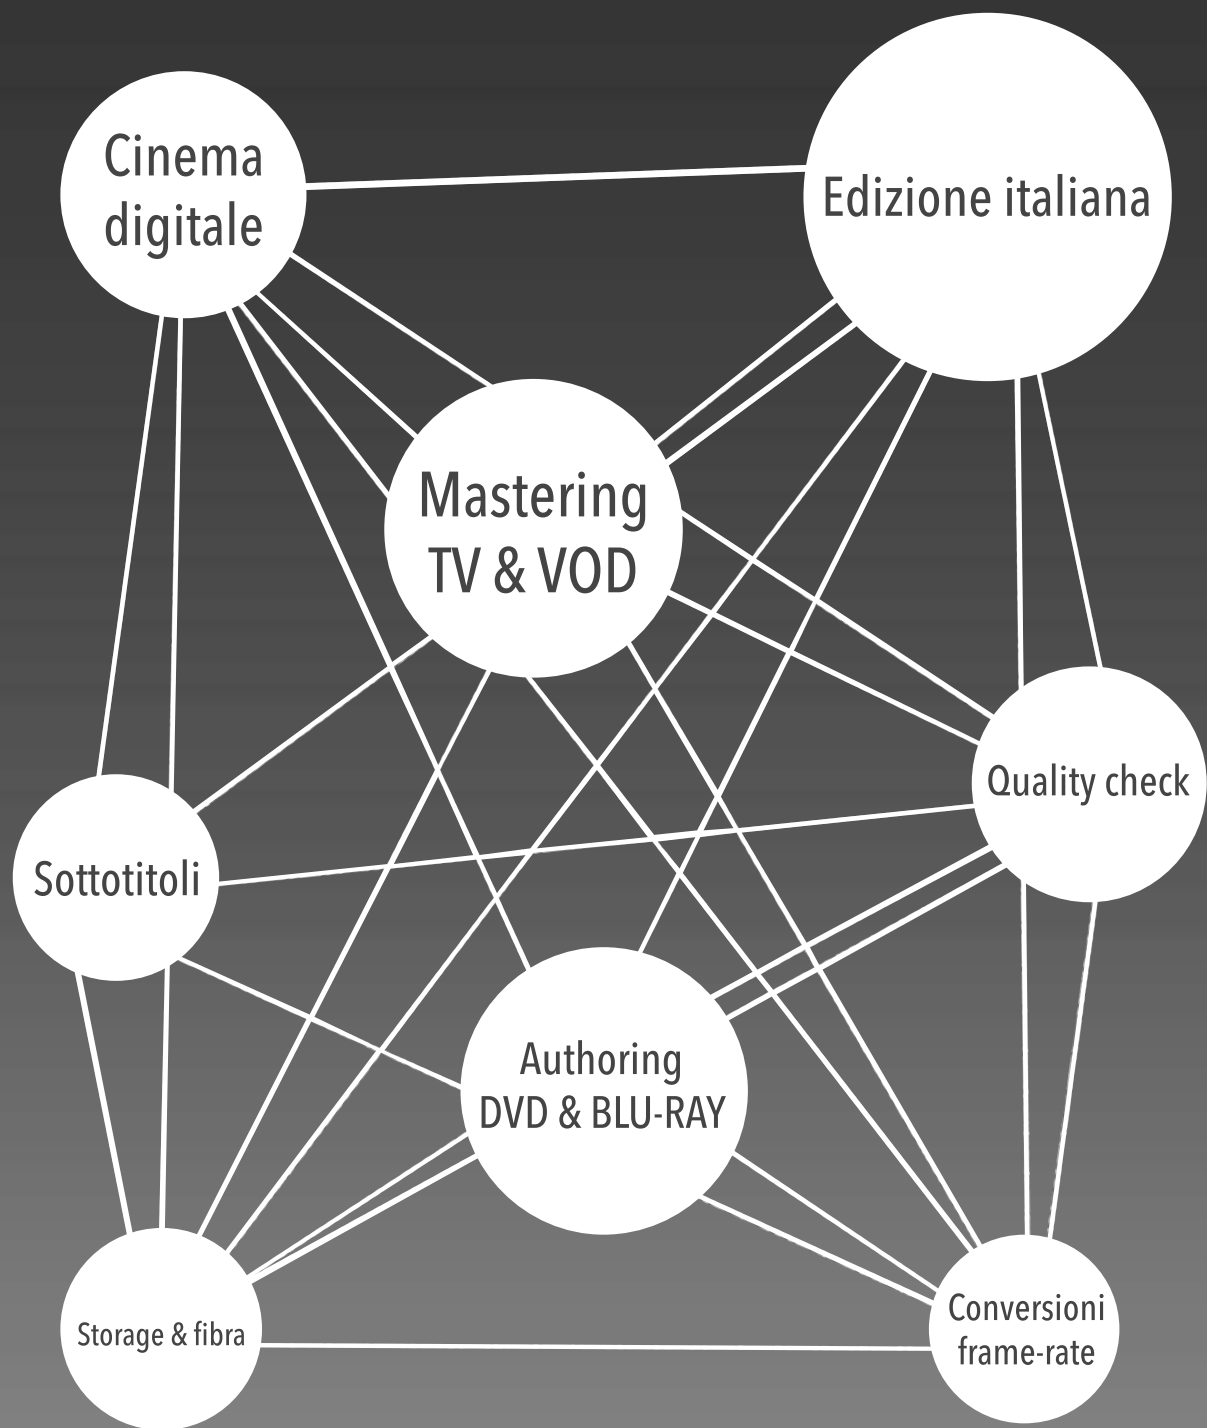 Cinema
digitale
Edizione italiana
Mastering
TV & VOD
Quality check
Sottotitoli
Authoring
DVD & BLU-RAY
Storage & fibra
Conversioni
frame-rate